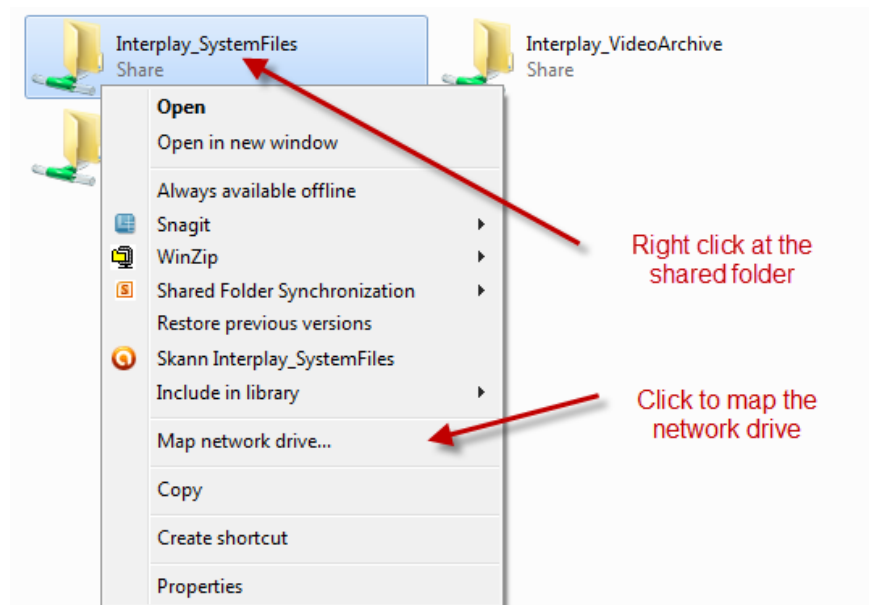 Interplay_SystemFiles
Share
Interplay_VideoArchive
Share
Open
Open in new window
Always available offline
Snagit
WinZip
Shared Folder Synchronization
Restore previous versions
Skann Interplay_SystemFiles
Include in library
Map network drive...
Copy
Create shortcut
Properties
Right click at the
shared folder
Click to map the
network drive